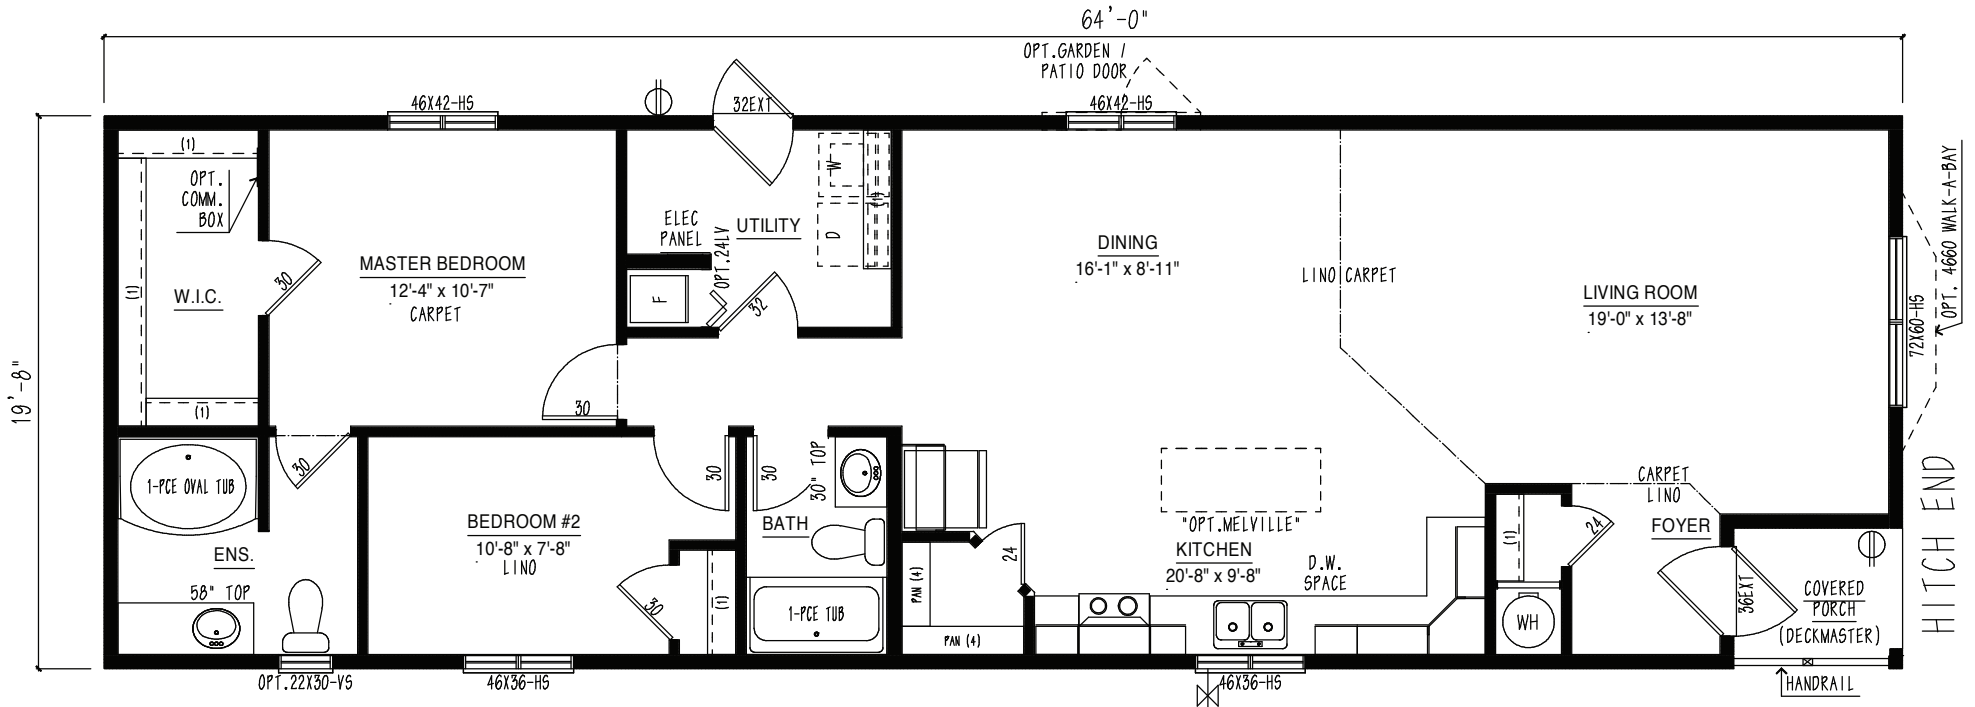 64'-0"
OPT.GARDEN /
PATIO DOOR
46X42-HS
32EXT
46X42-HS
(1)
OPT.
COMM.
BOX
W
(1)
D
ELEC
PANEL
OPT.24LV
UTILITY
OPT. 4660 WALK-A-BAY
DINING
16'-1" x 8'-11"
LINO
CARPET
MASTER BEDROOM
12'-4" x 10'-7"
CARPET
30
(1)
W.I.C.
F
32
LIVING ROOM
19'-0" x 13'-8"
72X60-HS
19'-8"
(1)
30
30
1-PCE OVAL TUB
30
30
30" TOP
CARPET
LINO
HITCH END
BEDROOM #2
10'-8" x 7'-8"
LINO
BATH
"OPT.MELVILLE"
KITCHEN
20'-8" x 9'-8"
D.W.
SPACE
FOYER
(1)
24
24
ENS.
58" TOP
30
(1)
1-PCE TUB
PAN (4)
PAN (4)
WH
36EXT
COVERED
PORCH
(DECKMASTER)
OPT.22X30-VS
46X36-HS
46X36-HS
HANDRAIL